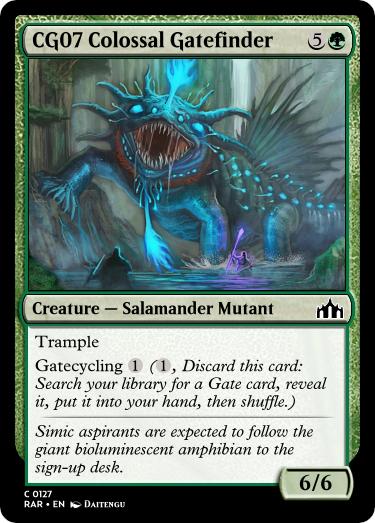 CG07 Colossal Gatefinder 5
Creature — Salamander Mutant
Trample
Gatecycling 1 (1, Discard this card:
Search your library for a Gate card, reveal
it, put it into your hand, then shuffle.)
Simic aspirants are expected to follow the
giant bioluminescent amphibian to the
sign-up desk.
6/6
C 0127
RAR • EN Daitengu